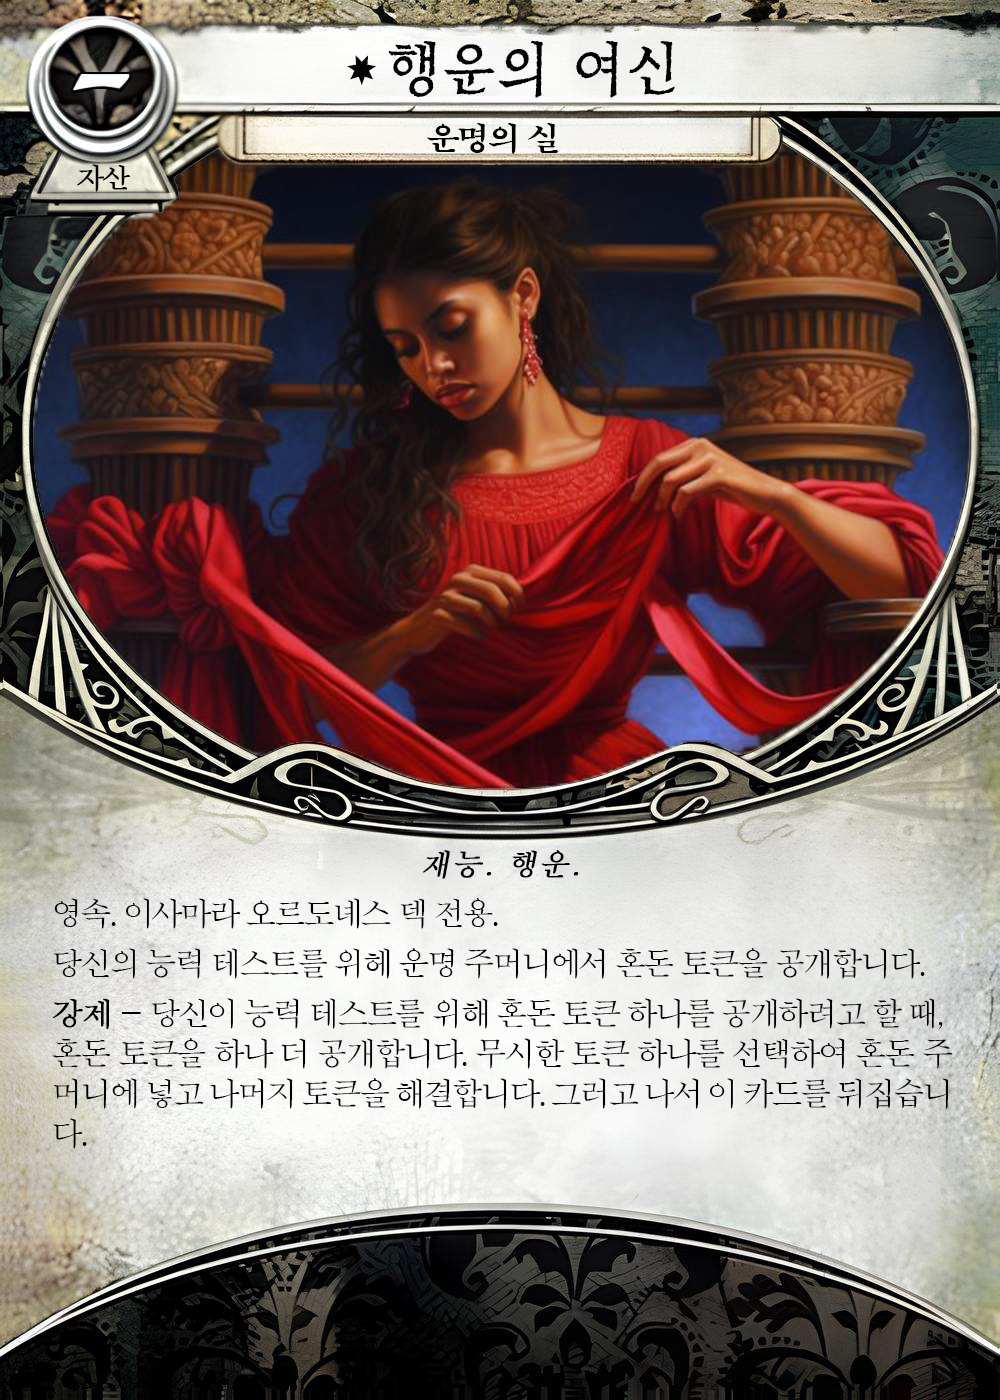 ✷행운의 여신
운명의 실
자산
재능. 행운.
영속. 이사마라 오르도녜스 덱 전용.
당신의 능력 테스트를 위헤 운명 주머니에서 혼돈 토큰을 공개합니다.
강제 – 당신이 능력 테스트를 위해 혼돈 토큰 하나를 공개하려고 할 때,
혼돈 토큰을 하나 더 공개합니다. 무시한 토큰 하나를 선택하여 혼돈 주
머니에 넣고 나머지 토큰을 해결합니다. 그러고 나서 이 카드를 뒤집습니
다.